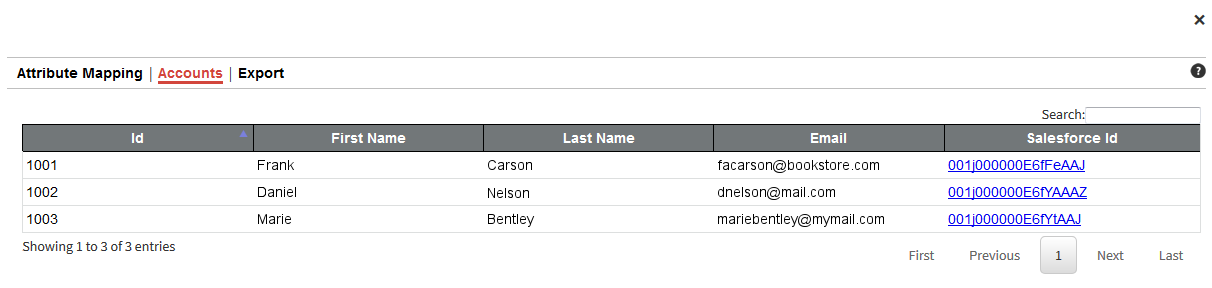 ×
Attribute Mapping | Accounts | Export ?
Search:
Id First Name Last Name Email Salesforce Id
1001 Frank Carson facarson@bookstore.com 001j000000E6fFeAAJ
1002 Daniel Nelson dnelson@mail.com 001j000000E6fYAAAZ
1003 Marie Bentley mariebentley@mymail.com 001j000000E6fYtAAJ
Showing 1 to 3 of 3 entries
First Previous 1 Next Last